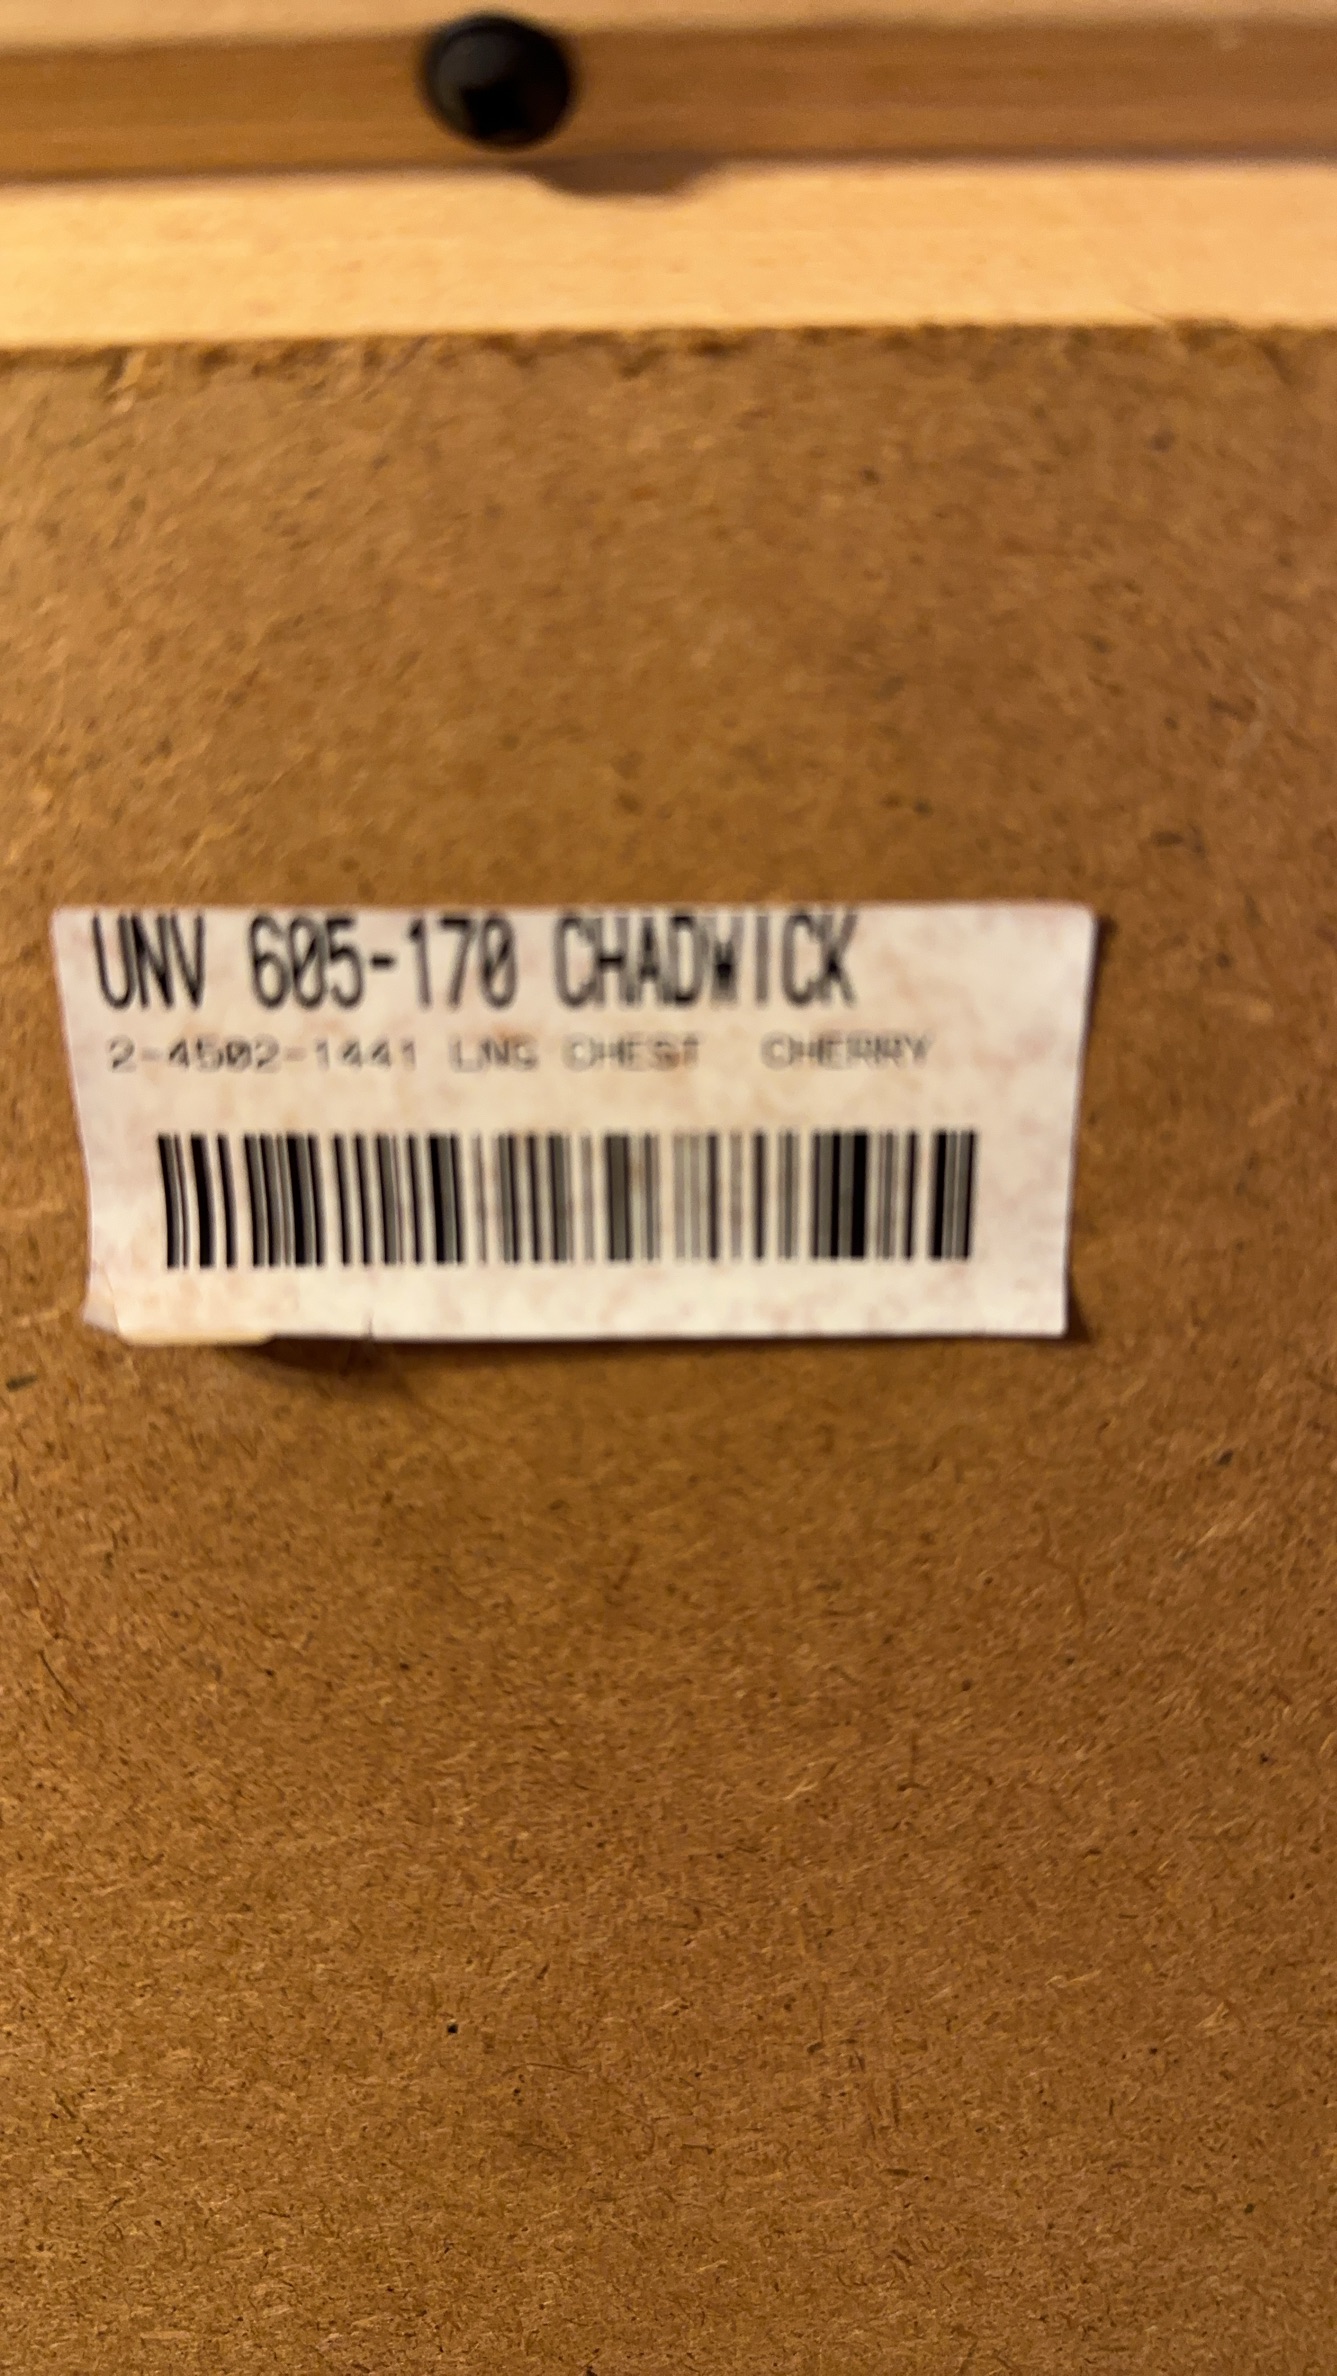 UNV 605-170 CHADWICK
2-4502-1441 LNG CHEST CHERRY